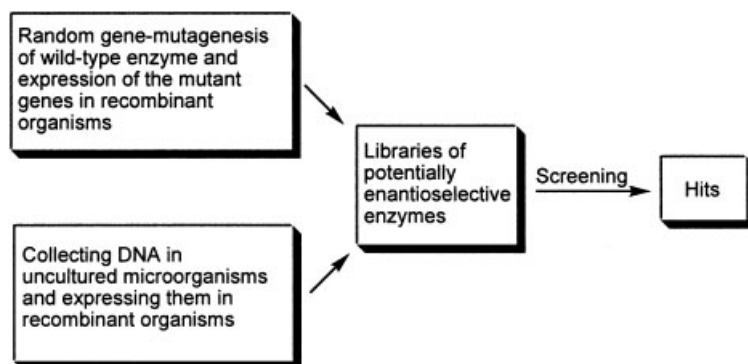 Random gene-mutagenesis
of wild-type enzyme and
expression of the mutant
genes in recombinant
organisms
Libraries of
potentially
enantioselective
enzymes
Screening
Hits
Collecting DNA in
uncultured microorganisms
and expressing them in
recombinant organisms